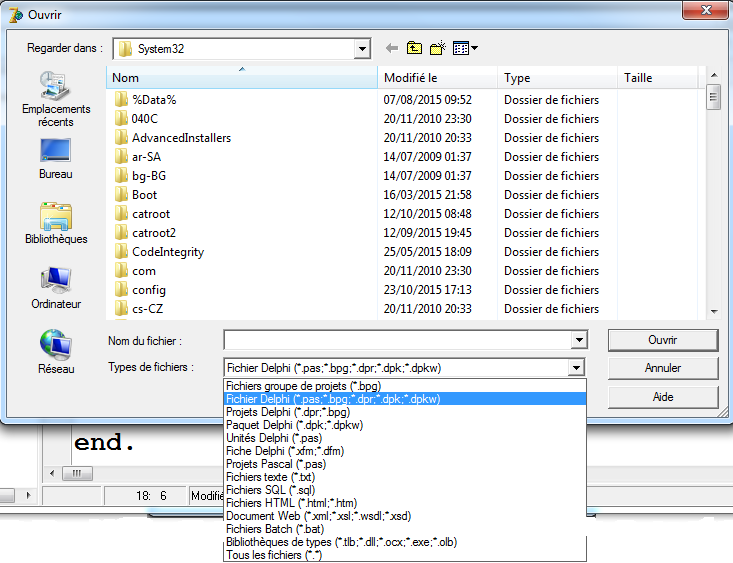 Ouvrir
Regarder dans : System32
Nom Modifié le Type Taille
%Data% 07/08/2015 09:52 Dossier de fichiers
040C 20/11/2010 23:30 Dossier de fichiers
AdvancedInstallers 20/11/2010 20:33 Dossier de fichiers
ar-SA 14/07/2009 01:37 Dossier de fichiers
bg-BG 14/07/2009 01:37 Dossier de fichiers
Boot 16/03/2015 21:58 Dossier de fichiers
catroot 12/10/2015 08:48 Dossier de fichiers
catroot2 12/09/2015 19:45 Dossier de fichiers
CodeIntegrity 25/05/2015 18:09 Dossier de fichiers
com 20/11/2010 23:30 Dossier de fichiers
config 23/10/2015 17:13 Dossier de fichiers
cs-CZ 20/11/2010 20:33 Dossier de fichiers
Emplacements
récents
Bureau
Bibliothèques
Ordinateur
Réseau
Nom du fichier : Ouvrir
Types de fichiers : Fichier Delphi (*.pas;*.bpg;*.dpr;*.dpk;*.dpkw) Annuler
Aide
Fichiers groupe de projets (*.bpg)
Fichier Delphi (*.pas;*.bpg;*.dpr;*.dpk;*.dpkw)
Projets Delphi (*.dpr;*.bpg)
Paquet Delphi (*.dpk;*.dpkw)
Unités Delphi (*.pas)
Fiche Delphi (*.xfm;*.dfm)
Projets Pascal (*.pas)
Fichiers texte (*.txt)
Fichiers SQL (*.sql)
Fichiers HTML (*.html;*.htm)
Document Web (*.xml;*.xsl;*.wsdl;*.xsd)
Fichiers Batch (*.bat)
Bibliothèques de types (*.tlb;*.dll;*.ocx;*.exe;*.olb)
Tous les fichiers (*.*)
end.
18: 6 Modifié